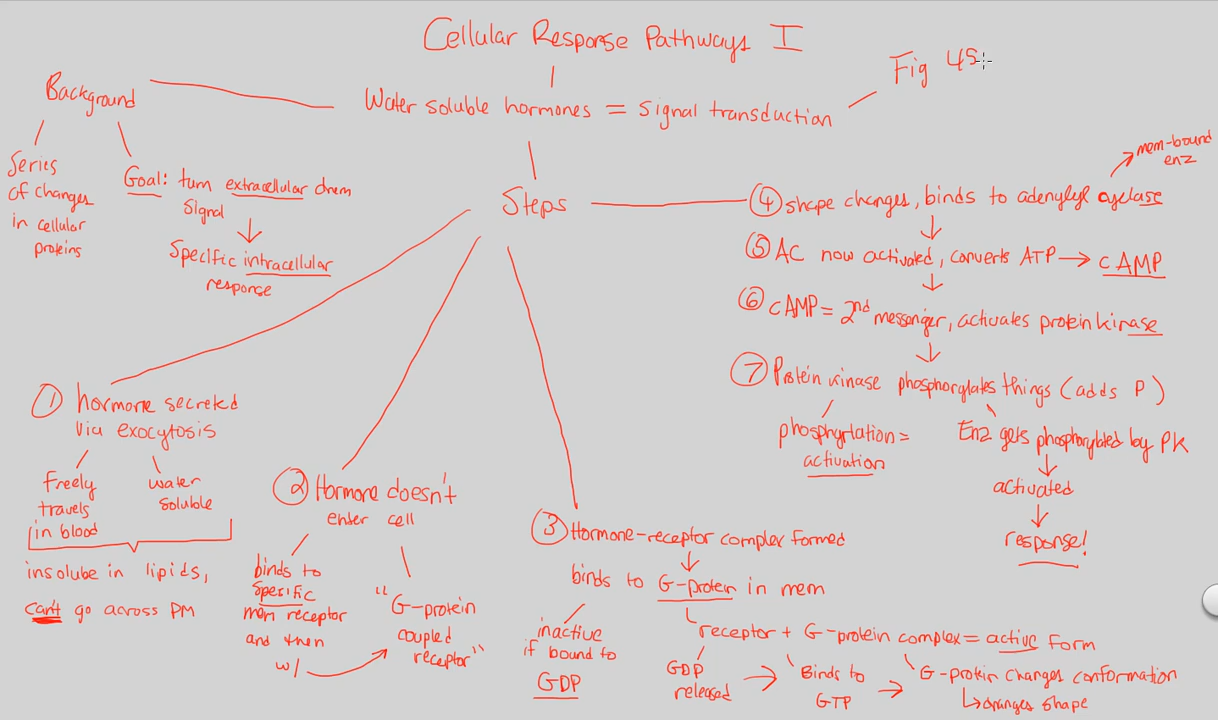 Cellular Response Pathways I
Fig 45
Background
Water soluble hormones = signal transduction
Series
of changes
in cellular
proteins
Goal: turn extracellular chem
signal
↓
Specific intracellular
response
Steps
① hormone secreted
via exocytosis
Freely
travels
in blood
water
soluble
insolube in lipids,
can't go across PM
② Hormone doesn't
enter cell
binds to
specific
mem receptor
and then
w/
"G-protein
coupled
receptor"
③ Hormone-receptor complex formed
↓
binds to G-protein in mem
inactive
if bound to
GDP
receptor + G-protein complex = active form
GDP
released
→
Binds to
GTP
→
G-protein changes conformation
↳ changes shape
④ shape changes, binds to adenylyl cyclase
mem-bound
enz
↓
⑤ AC now activated, converts ATP → cAMP
↓
⑥ cAMP = 2nd messenger, activates protein kinase
↓
⑦ Protein kinase phosphorylates things (adds P)
phosphyrlation =
activation
Enz gets phosphorylated by PK
↓
activated
↓
response!